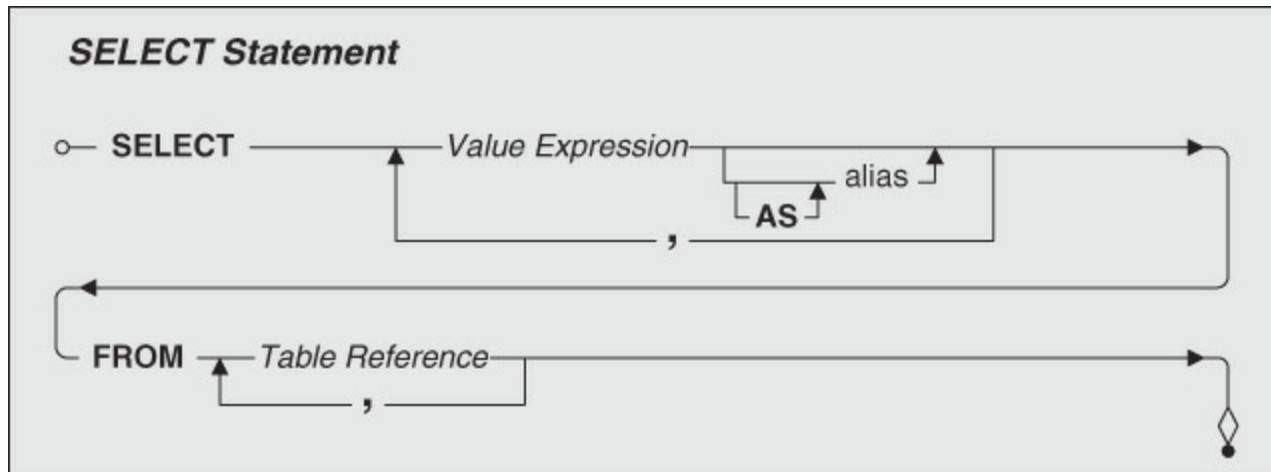 SELECT Statement
SELECT Value Expression alias
AS
,
FROM Table Reference
,